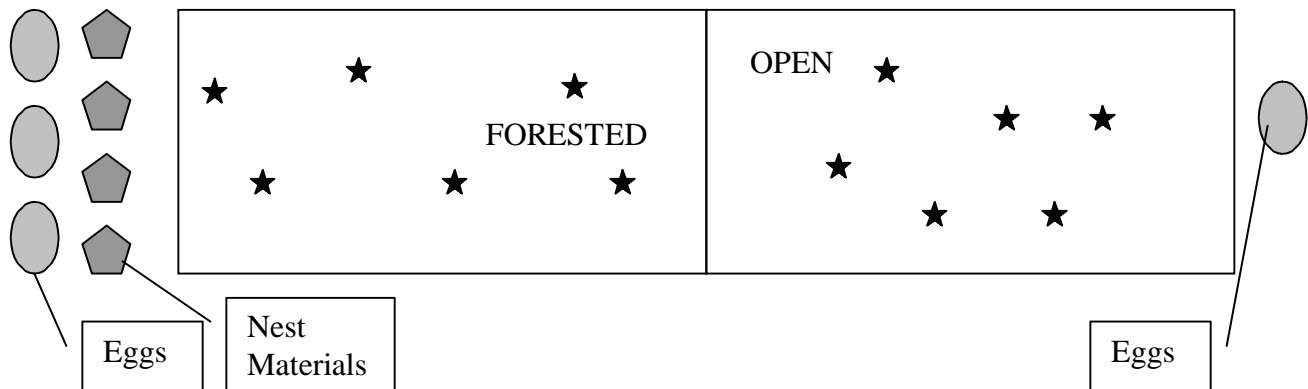 OPEN
FORESTED
Eggs
Nest
Materials
Eggs